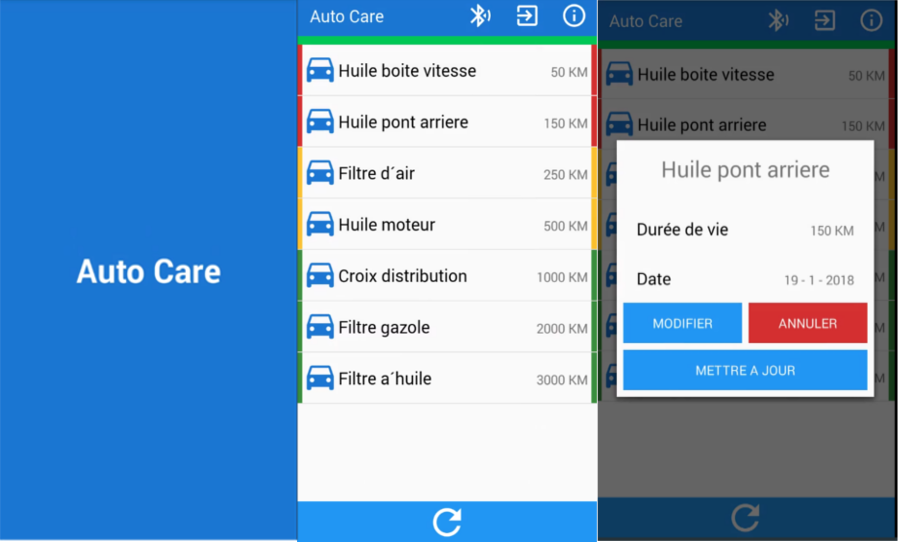 Auto Care
Auto Care
Huile boite vitesse 50 KM
Huile pont arriere 150 KM
Filtre d´air 250 KM
Huile moteur 500 KM
Croix distribution 1000 KM
Filtre gazole 2000 KM
Filtre a´huile 3000 KM
Auto Care
Huile boite vitesse 50 KM
Huile pont arriere 150 KM
Huile pont arriere
Durée de vie 150 KM
Date 19 - 1 - 2018
MODIFIER ANNULER
METTRE A JOUR
M
M
M
M
M